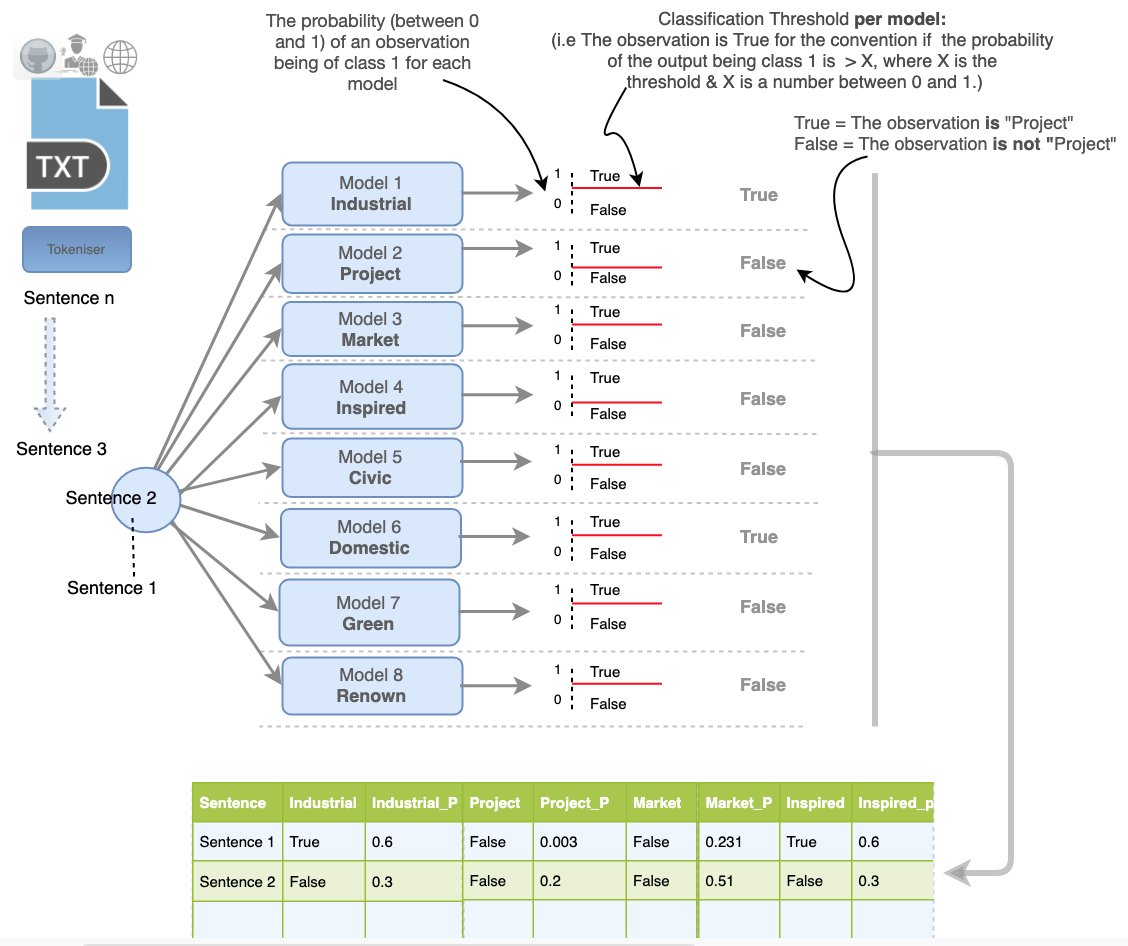 The probability (between 0
and 1) of an observation
being of class 1 for each
model
Classification Threshold per model:
(i.e The observation is True for the convention if the probability
of the output being class 1 is > X, where X is the
threshold & X is a number between 0 and 1.)
True = The observation is "Project"
False = The observation is not "Project"
TXT
Tokeniser
Sentence n
Sentence 3
Sentence 2
Sentence 1
Model 1
Industrial
1
True
0
False
True
Model 2
Project
1
True
0
False
False
Model 3
Market
1
True
0
False
False
Model 4
Inspired
1
True
0
False
False
Model 5
Civic
1
True
0
False
False
Model 6
Domestic
1
True
0
False
True
Model 7
Green
1
True
0
False
False
Model 8
Renown
1
True
0
False
False
Sentence Industrial Industrial_P Project Project_P Market Market_P Inspired Inspired_p
Sentence 1 True 0.6 False 0.003 False 0.231 True 0.6
Sentence 2 False 0.3 False 0.2 False 0.51 False 0.3